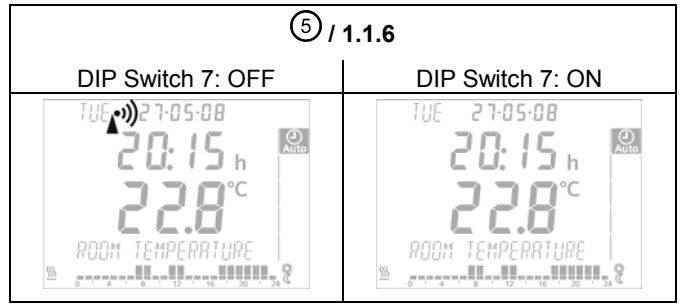 ⑤ / 1.1.6
DIP Switch 7: OFF
DIP Switch 7: ON
TUE 27-05-08
20:15 h
Auto
22.8 °C
ROOM TEMPERATURE
0 4 8 12 16 20 24
TUE 27-05-08
20:15 h
Auto
22.8 °C
ROOM TEMPERATURE
0 4 8 12 16 20 24